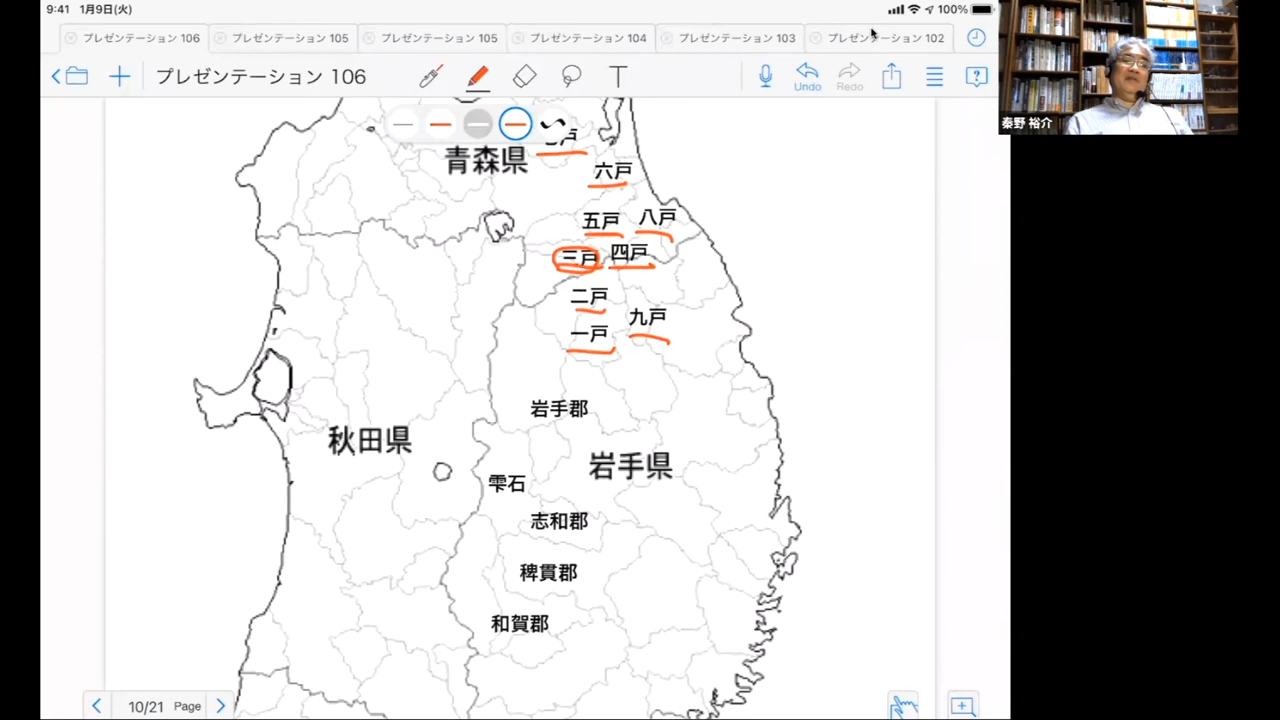 9:41 1月9日(火)
100%
プレゼンテーション 106
プレゼンテーション 105
プレゼンテーション 105
プレゼンテーション 104
プレゼンテーション 103
プレゼンテーション 102
プレゼンテーション 106
T
Undo
Redo
秦野 裕介
戸
青森県
六戸
五戸 八戸
三戸 四戸
二戸
九戸
一戸
岩手郡
秋田県
岩手県
雫石
志和郡
稗貫郡
和賀郡
10/21 Page